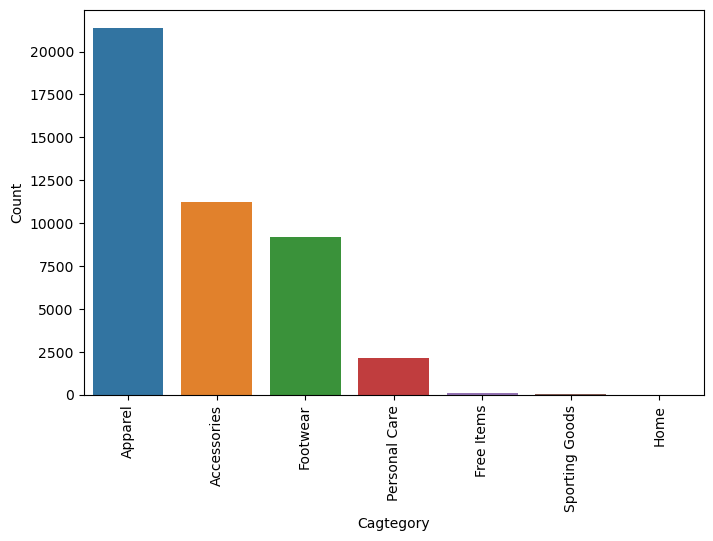 20000
17500
15000
12500
10000
7500
5000
2500
0
Count
Apparel
Accessories
Footwear
Personal Care
Free Items
Sporting Goods
Home
Cagtegory